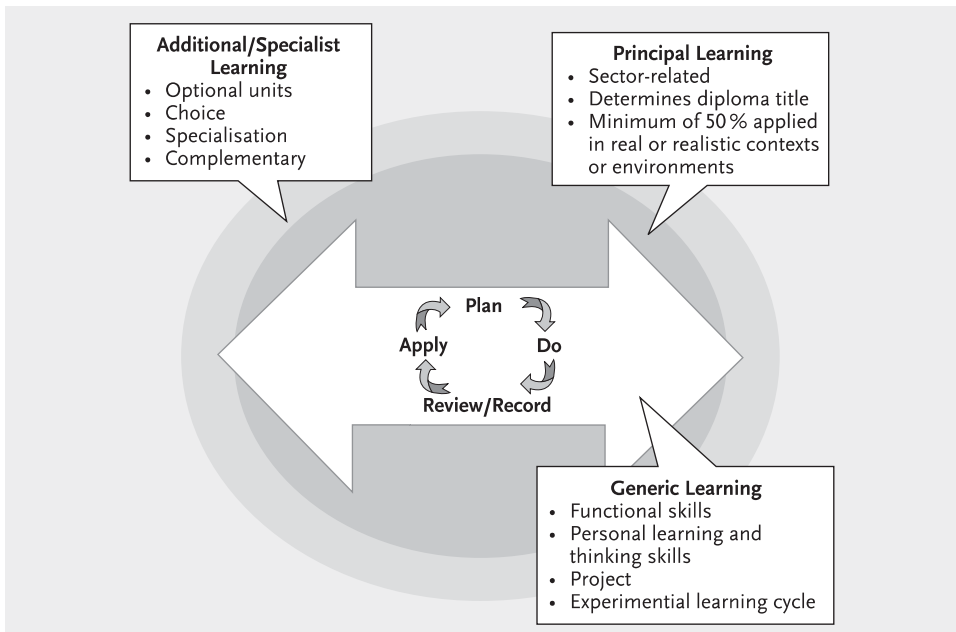 Additional/Specialist
Learning
• Optional units
• Choice
• Specialisation
• Complementary
Principal Learning
• Sector-related
• Determines diploma title
• Minimum of 50 % applied
in real or realistic contexts
or environments
Plan
Apply
Do
Review/Record
Generic Learning
• Functional skills
• Personal learning and
thinking skills
• Project
• Experimential learning cycle